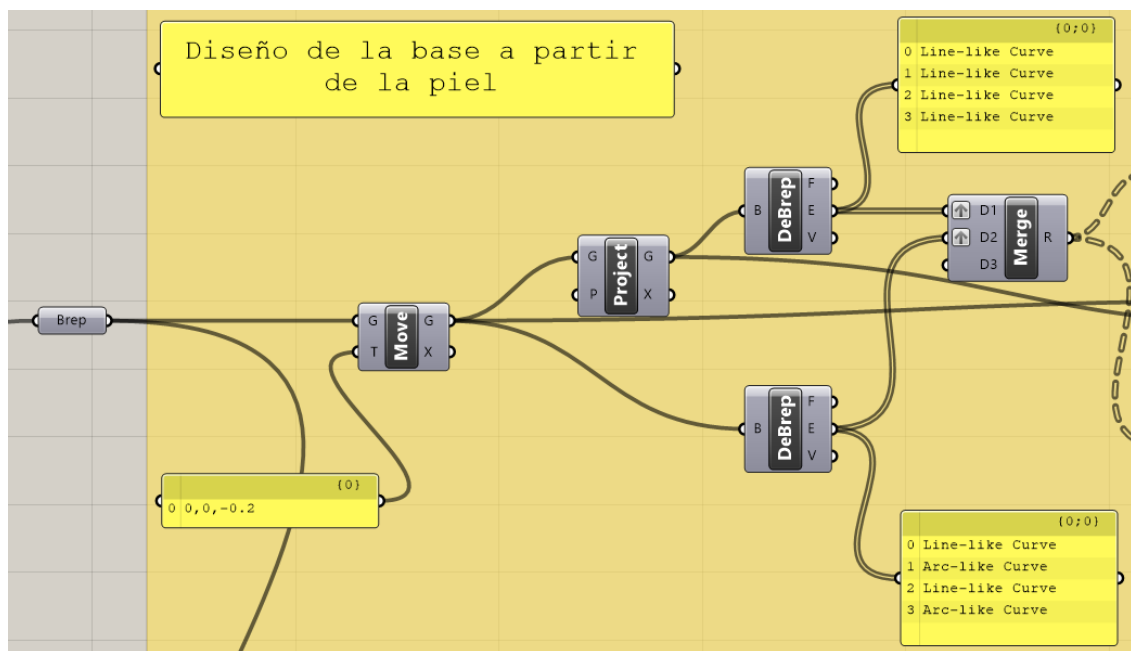 Diseño de la base a partir
de la piel
{0;0}
0 Line-like Curve
1 Line-like Curve
2 Line-like Curve
3 Line-like Curve
B DeBrep F
E
V
D1 Merge R
D2
D3
G Project G
P X
Brep
G Move G
T X
B DeBrep F
E
V
{0}
0 0,0,-0.2
{0;0}
0 Line-like Curve
1 Arc-like Curve
2 Line-like Curve
3 Arc-like Curve